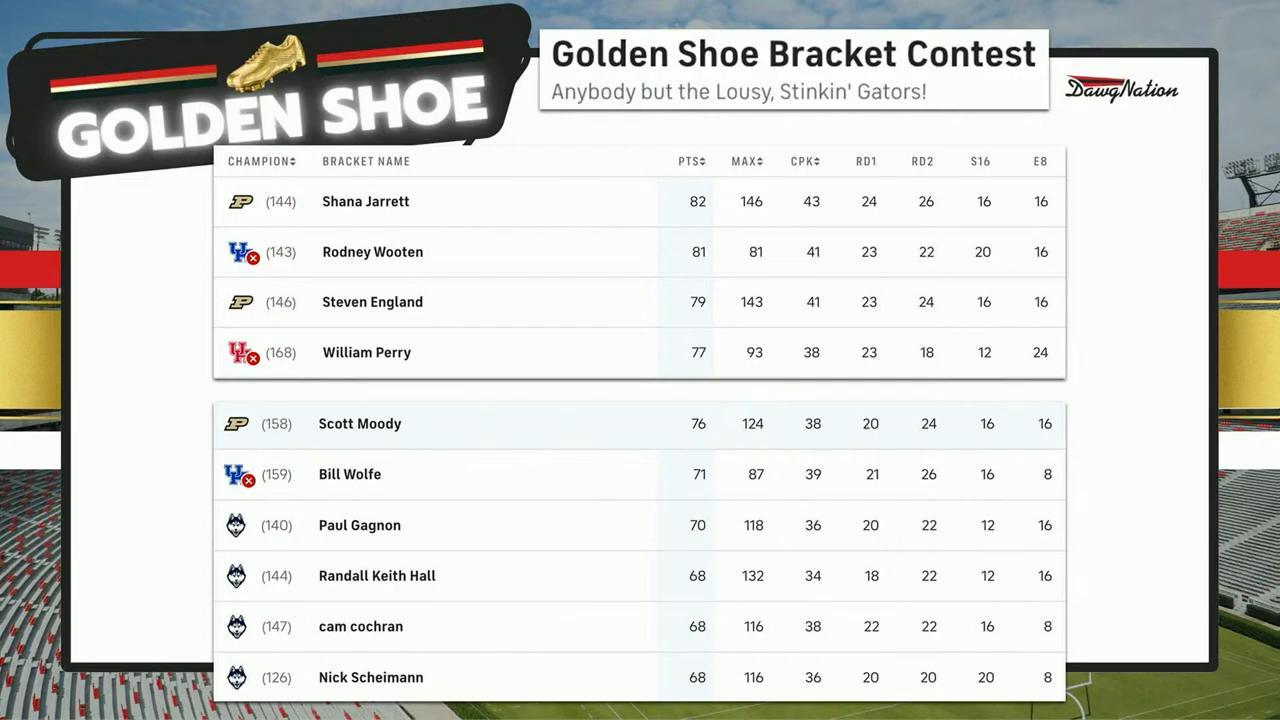 GOLDEN SHOE
Golden Shoe Bracket Contest
Anybody but the Lousy, Stinkin' Gators!
DawgNation
CHAMPION BRACKET NAME PTS MAX CPK RD1 RD2 S16 E8
P (144) Shana Jarrett 82 146 43 24 26 16 16
UK (143) Rodney Wooten 81 81 41 23 22 20 16
P (146) Steven England 79 143 41 23 24 16 16
UH (168) William Perry 77 93 38 23 18 12 24
P (158) Scott Moody 76 124 38 20 24 16 16
UK (159) Bill Wolfe 71 87 39 21 26 16 8
(140) Paul Gagnon 70 118 36 20 22 12 16
(144) Randall Keith Hall 68 132 34 18 22 12 16
(147) cam cochran 68 116 38 22 22 16 8
(126) Nick Scheimann 68 116 36 20 20 20 8